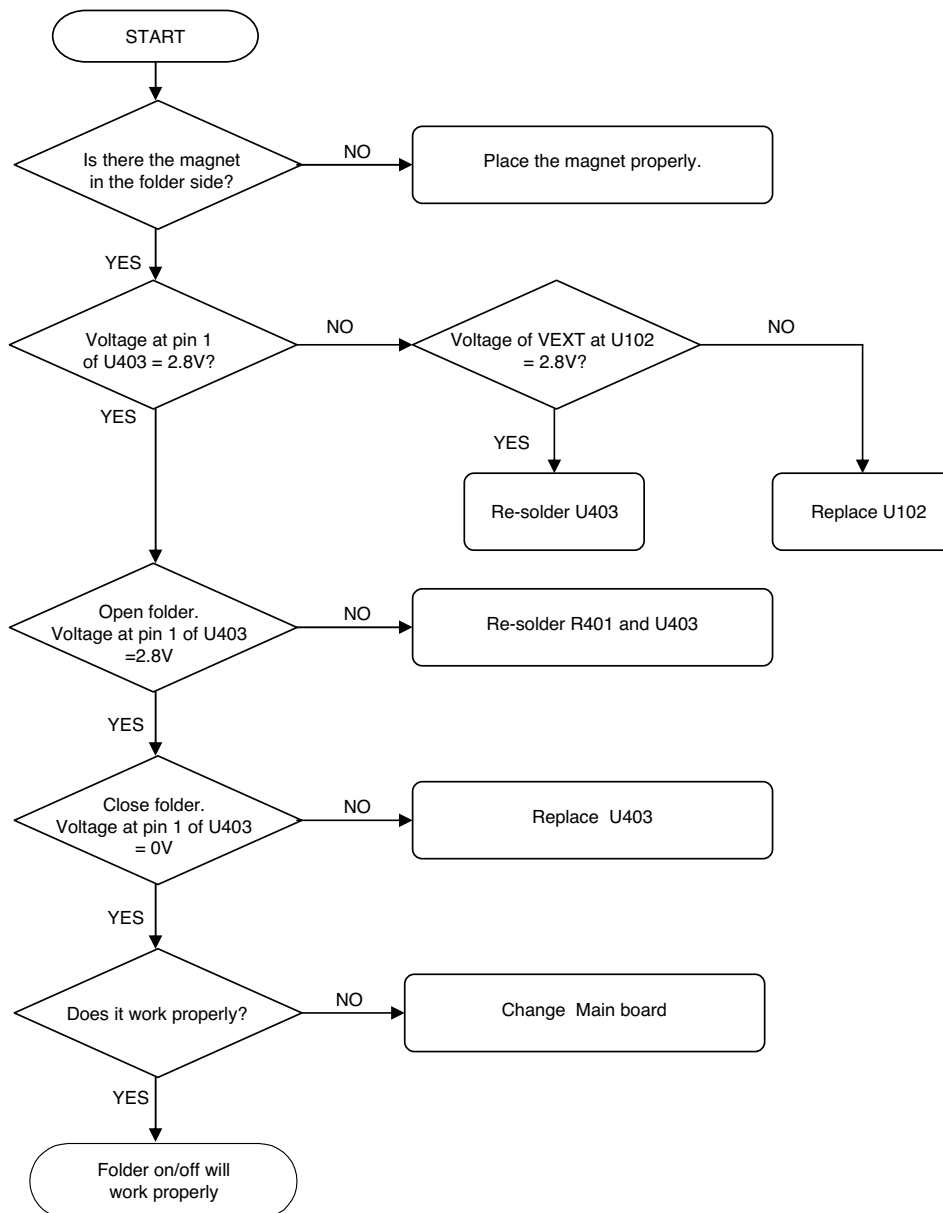 START
Is there the magnet
in the folder side?
NO
Place the magnet properly.
YES
Voltage at pin 1
of U403 = 2.8V?
NO
Voltage of VEXT at U102
= 2.8V?
NO
YES
YES
Re-solder U403
Replace U102
Open folder.
Voltage at pin 1 of U403
=2.8V
NO
Re-solder R401 and U403
YES
Close folder.
Voltage at pin 1 of U403
= 0V
NO
Replace  U403
YES
Does it work properly?
NO
Change  Main board
YES
Folder on/off will
work properly